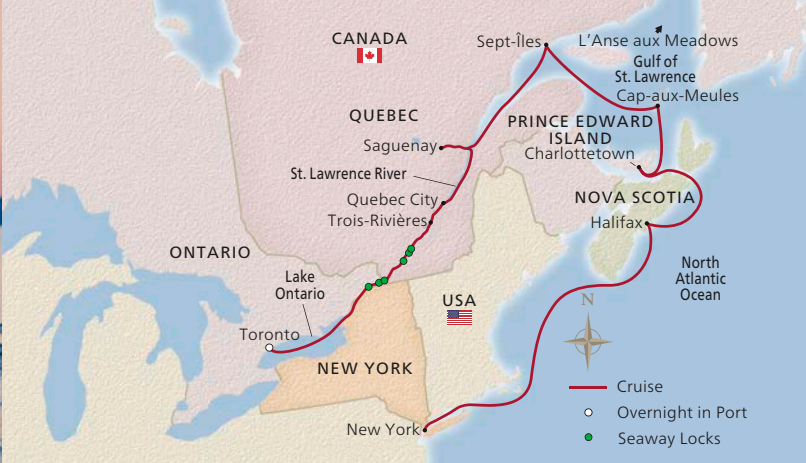 CANADA
Sept-Îles
L'Anse aux Meadows
Gulf of
St. Lawrence
Cap-aux-Meules
QUEBEC
PRINCE EDWARD
ISLAND
Saguenay
Charlottetown
St. Lawrence River
Quebec City
NOVA SCOTIA
Trois-Rivières
Halifax
ONTARIO
North
Atlantic
Ocean
Lake
Ontario
USA
N
Toronto
NEW YORK
Cruise
Overnight in Port
New York
Seaway Locks